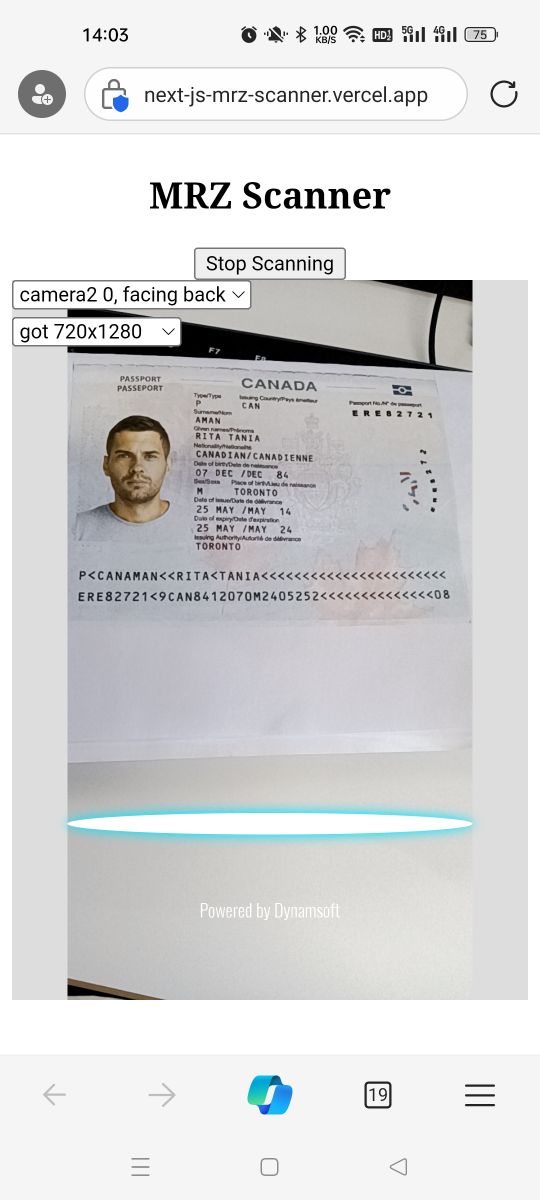 14:03
1.00 KB/S HD 5G 4G 75
next-js-mrz-scanner.vercel.app
MRZ Scanner
Stop Scanning
camera2 0, facing back
got 720x1280
F7 F8
PASSPORT
PASSEPORT
CANADA
Type/Type Issuing Country/Pays émetteur Passport No./N° de passeport
P CAN ERE82721
Surname/Nom
AMAN
Given names/Prénoms
RITA TANIA
Nationality/Nationalité
CANADIAN/CANADIENNE
Date of birth/Date de naissance
07 DEC /DEC 84
Sex/Sexe Place of birth/Lieu de naissance
M TORONTO
Date of issue/Date de délivrance
25 MAY /MAY 14
Date of expiry/Date d'expiration
25 MAY /MAY 24
Issuing Authority/Autorité de délivrance
TORONTO
P<CANAMAN<<RITA<TANIA<<<<<<<<<<<<<<<<<<<<<<<
ERE82721<9CAN8412070M2405252<<<<<<<<<<<<<<08
Powered by Dynamsoft
19